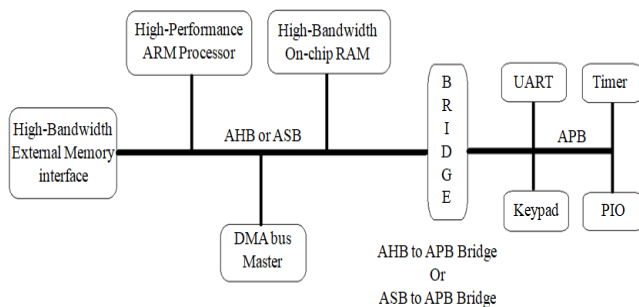 High-Performance
ARM Processor
High-Bandwidth
On-chip RAM
High-Bandwidth
External Memory
interface
AHB or ASB
DMA bus
Master
B
R
I
D
G
E
UART
Timer
APB
Keypad
PIO
AHB to APB Bridge
Or
ASB to APB Bridge